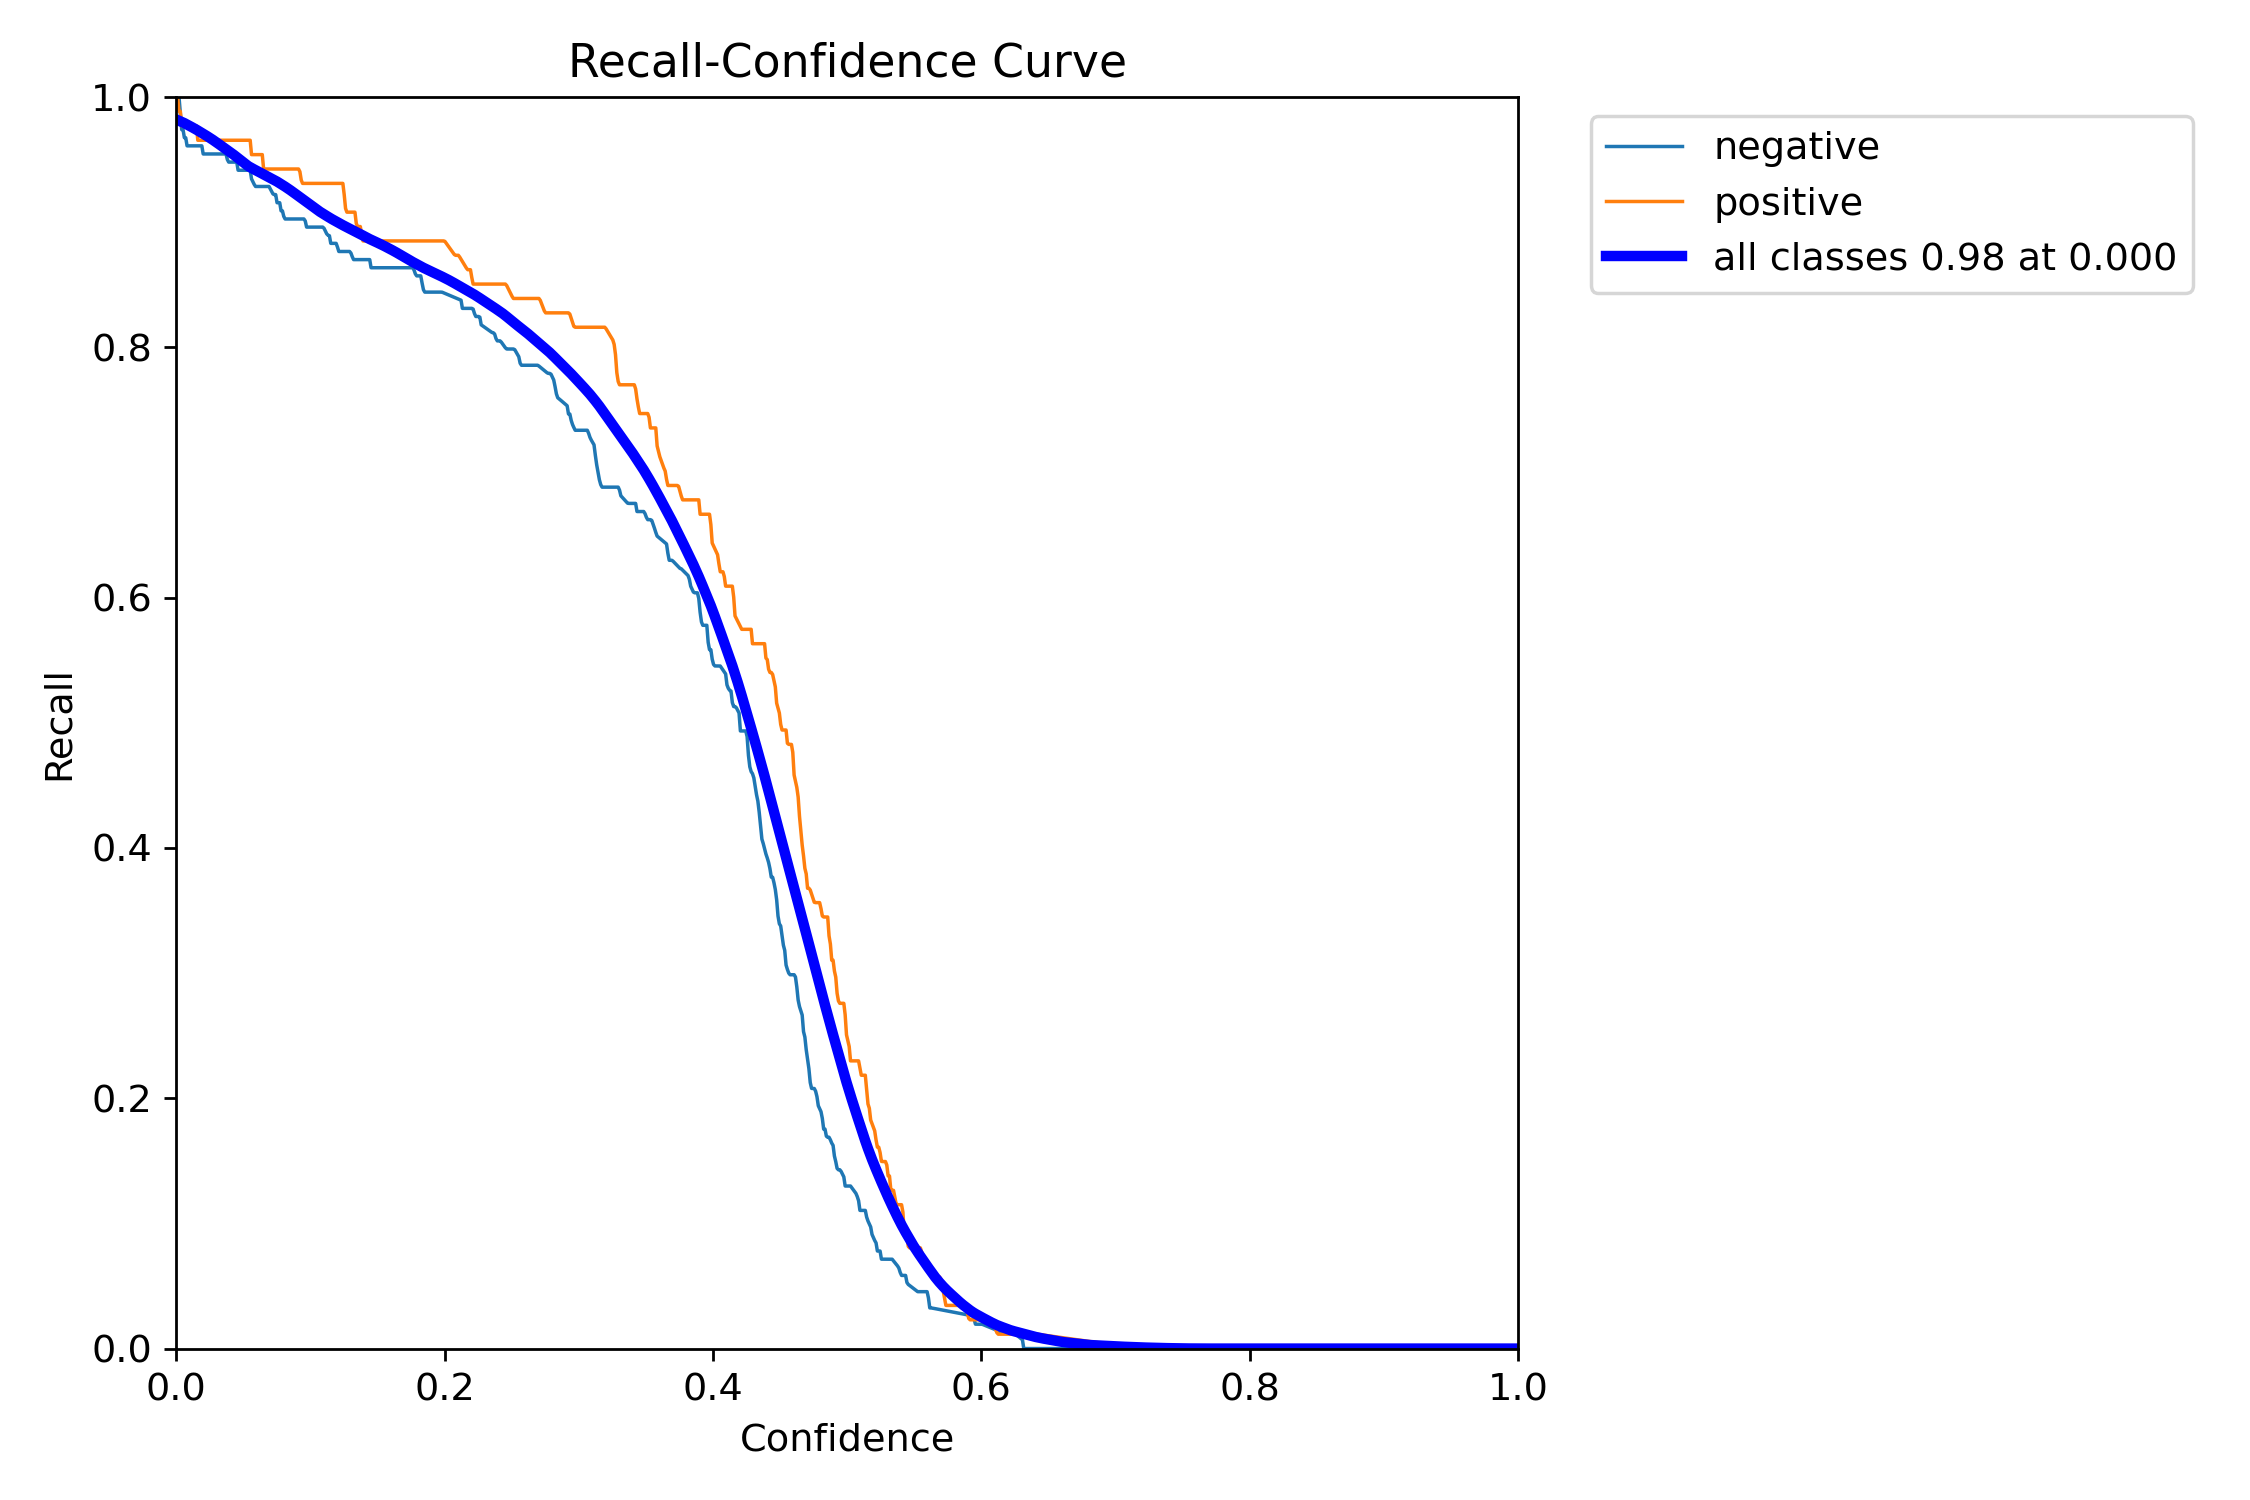 Recall-Confidence Curve
1.0
0.8
0.6
0.4
0.2
0.0
Recall
0.0 0.2 0.4 0.6 0.8 1.0
Confidence
negative
positive
all classes 0.98 at 0.000